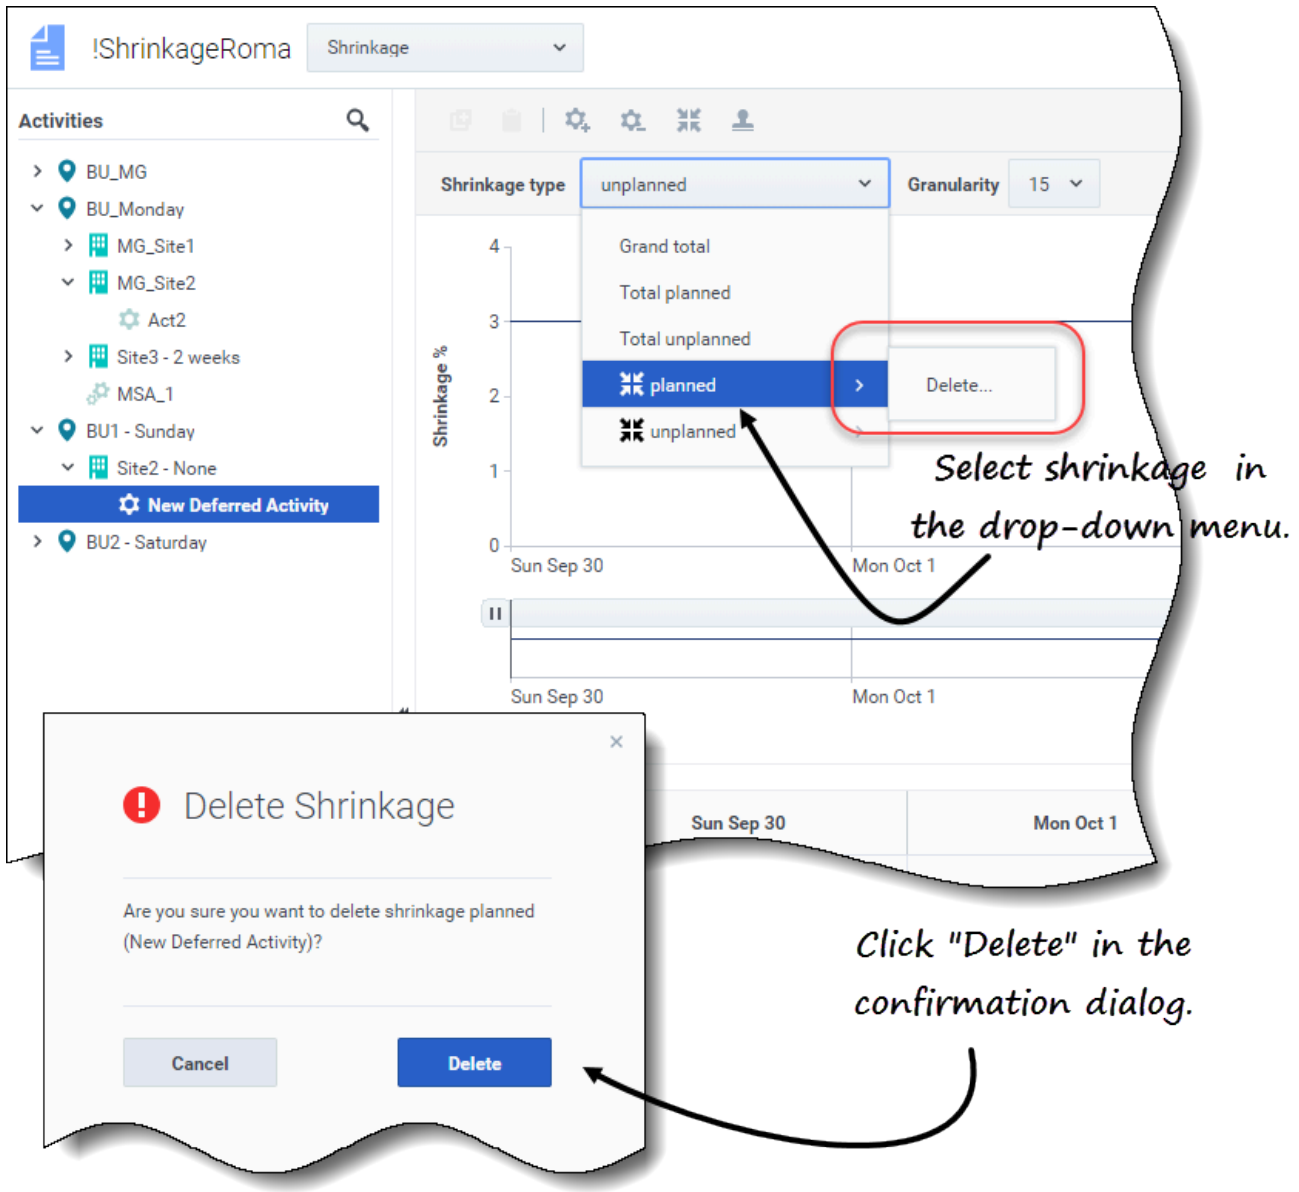 !ShrinkageRoma
Shrinkage
Activities
BU_MG
BU_Monday
MG_Site1
MG_Site2
Act2
Site3 - 2 weeks
MSA_1
BU1 - Sunday
Site2 - None
New Deferred Activity
BU2 - Saturday
Shrinkage type
unplanned
Granularity
15
Grand total
Total planned
Total unplanned
planned
unplanned
Delete...
Shrinkage %
4
3
2
1
0
Sun Sep 30
Mon Oct 1
Select shrinkage in
the drop-down menu.
Sun Sep 30
Mon Oct 1
Sun Sep 30
Mon Oct 1
Delete Shrinkage
Are you sure you want to delete shrinkage planned
(New Deferred Activity)?
Cancel
Delete
Click "Delete" in the
confirmation dialog.